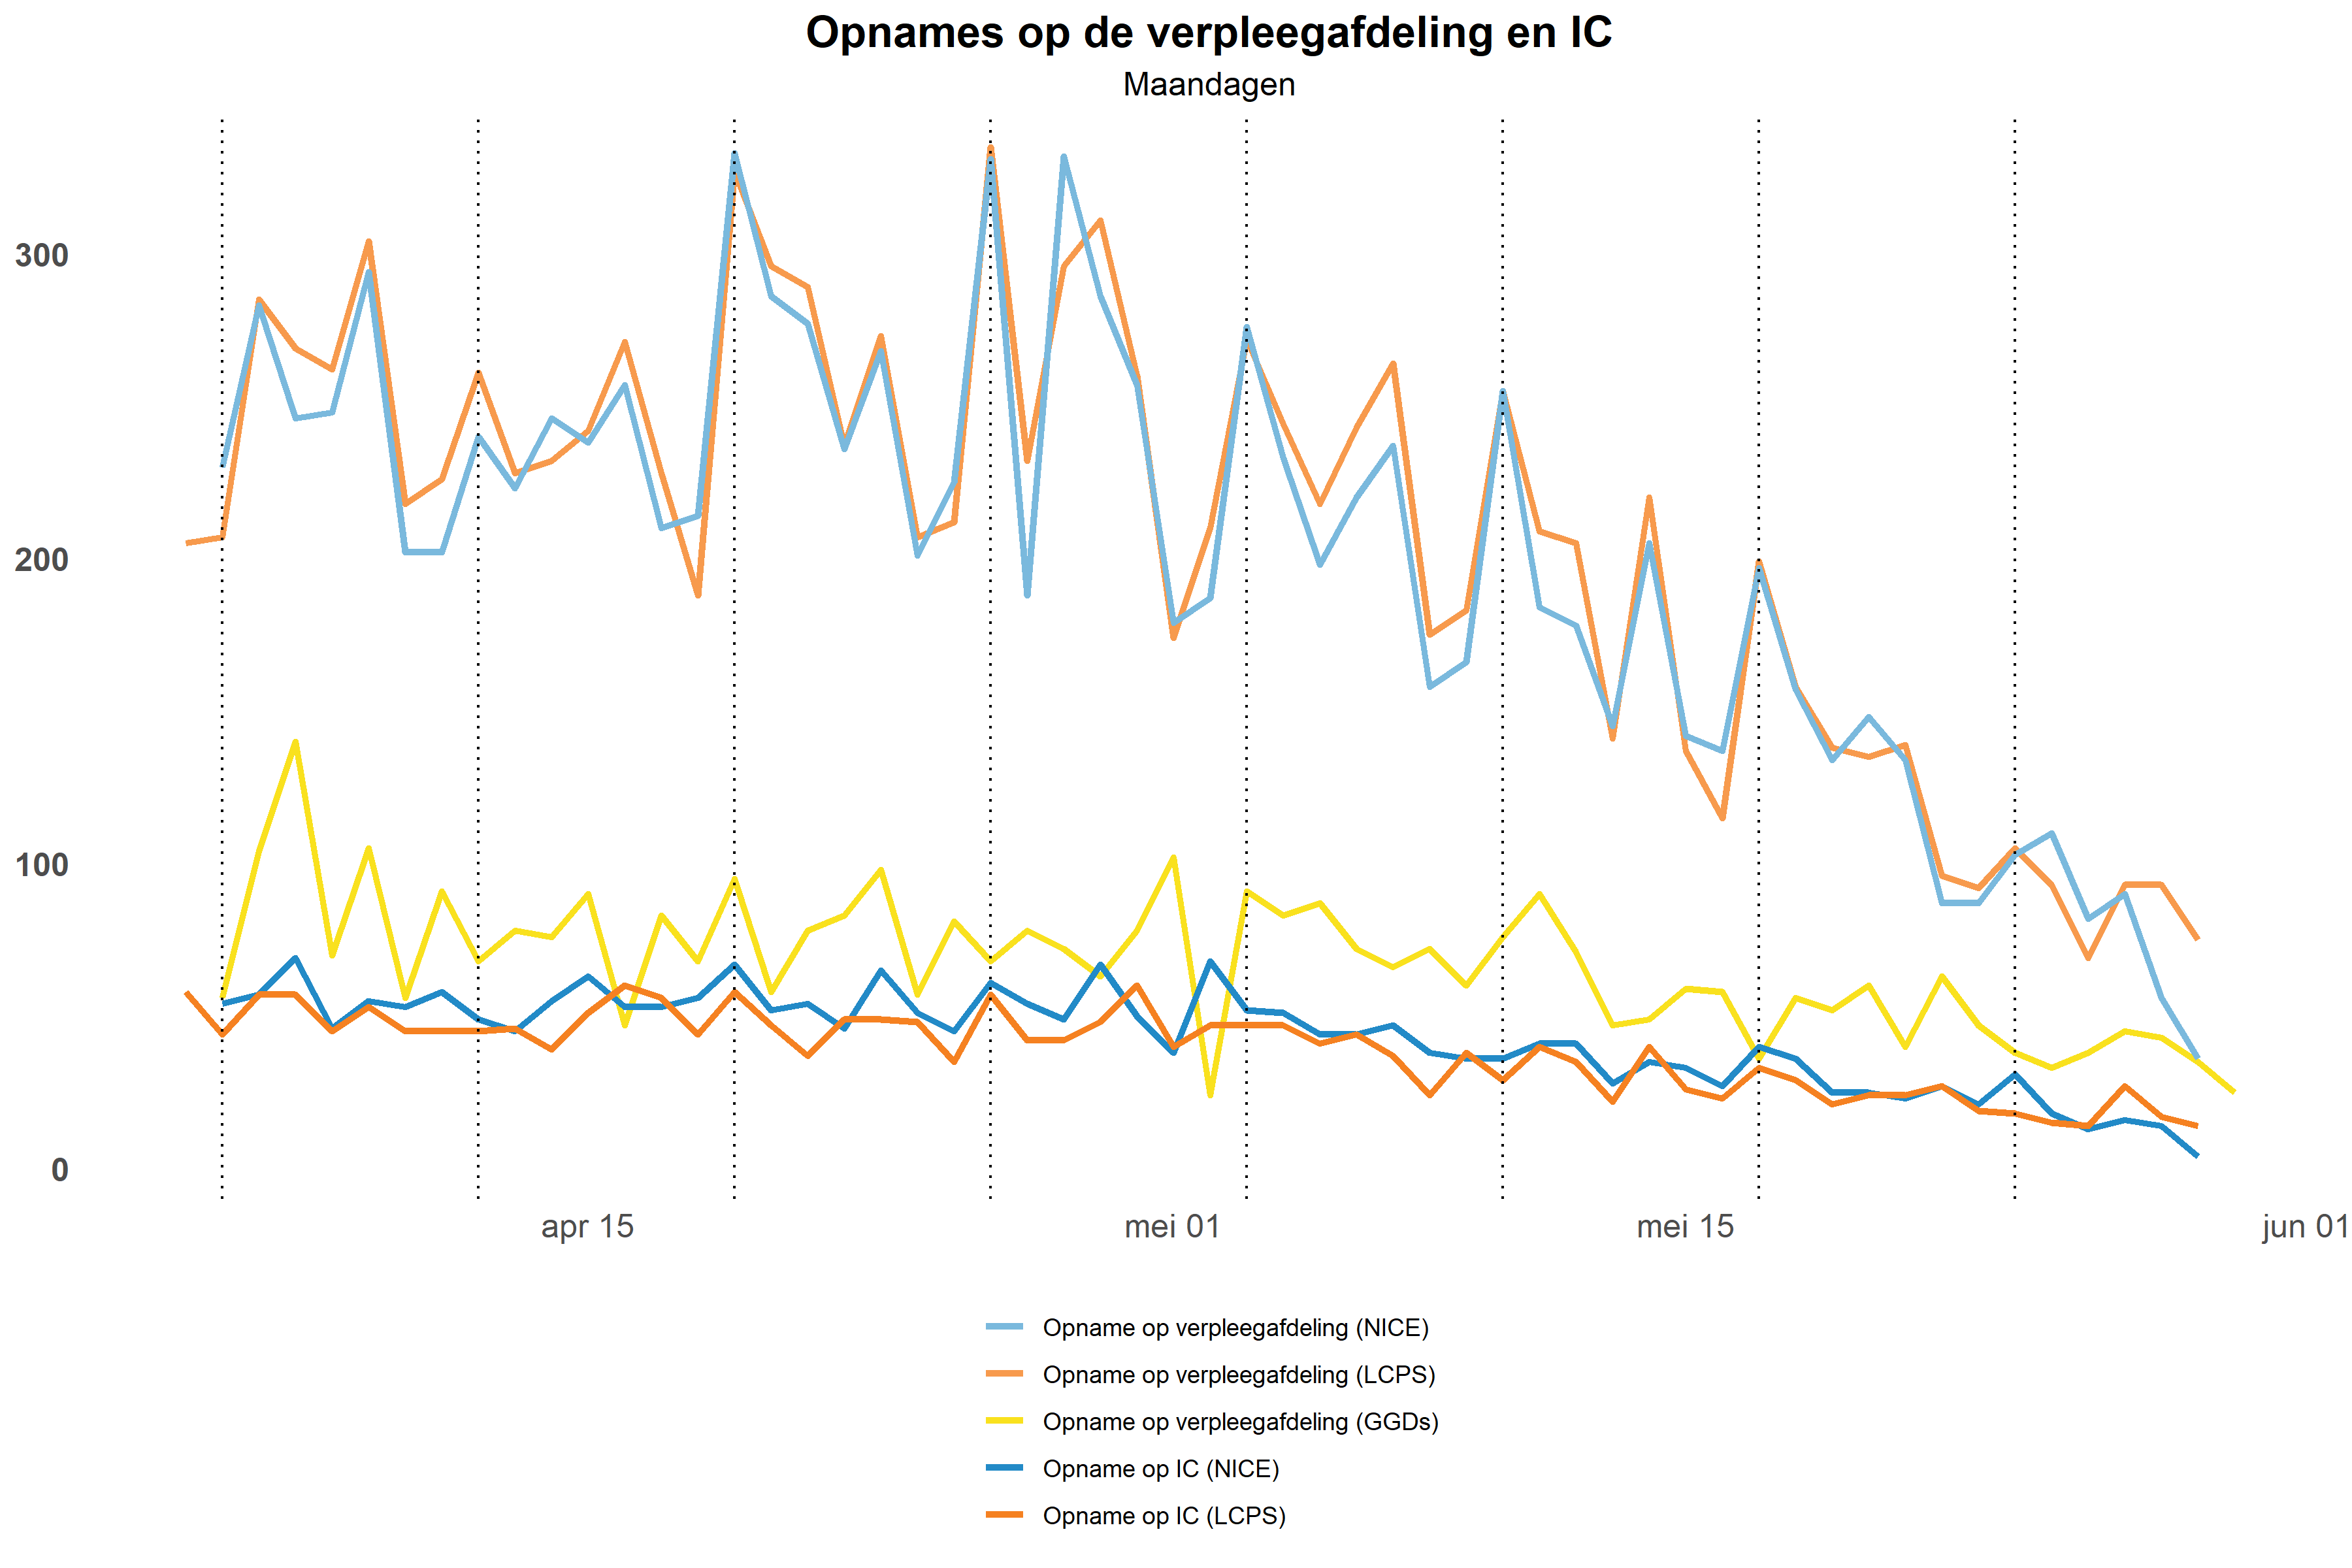 Opnames op de verpleegafdeling en IC
Maandagen
300
200
100
0
apr 15
mei 01
mei 15
jun 01
Opname op verpleegafdeling (NICE)
Opname op verpleegafdeling (LCPS)
Opname op verpleegafdeling (GGDs)
Opname op IC (NICE)
Opname op IC (LCPS)